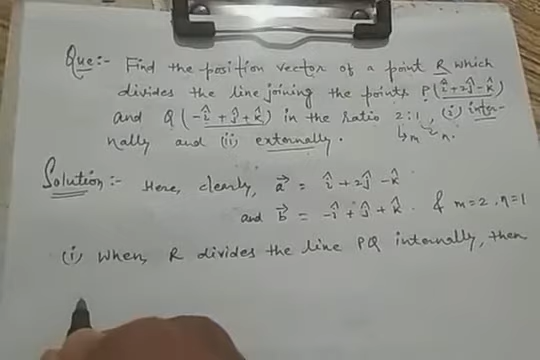 Que:- Find the position vector of a point R which
divides the line joining the points P(î+2ĵ-k̂)
and Q (-î+ĵ+k̂) in the ratio 2:1, (i) inter-
nally and (ii) externally.
↳m n.
Solution:- Here, clearly, a⃗ = î+2ĵ-k̂
and b⃗ = -î+ĵ+k̂. & m=2, n=1
(i) When, R divides the line PQ internally, then